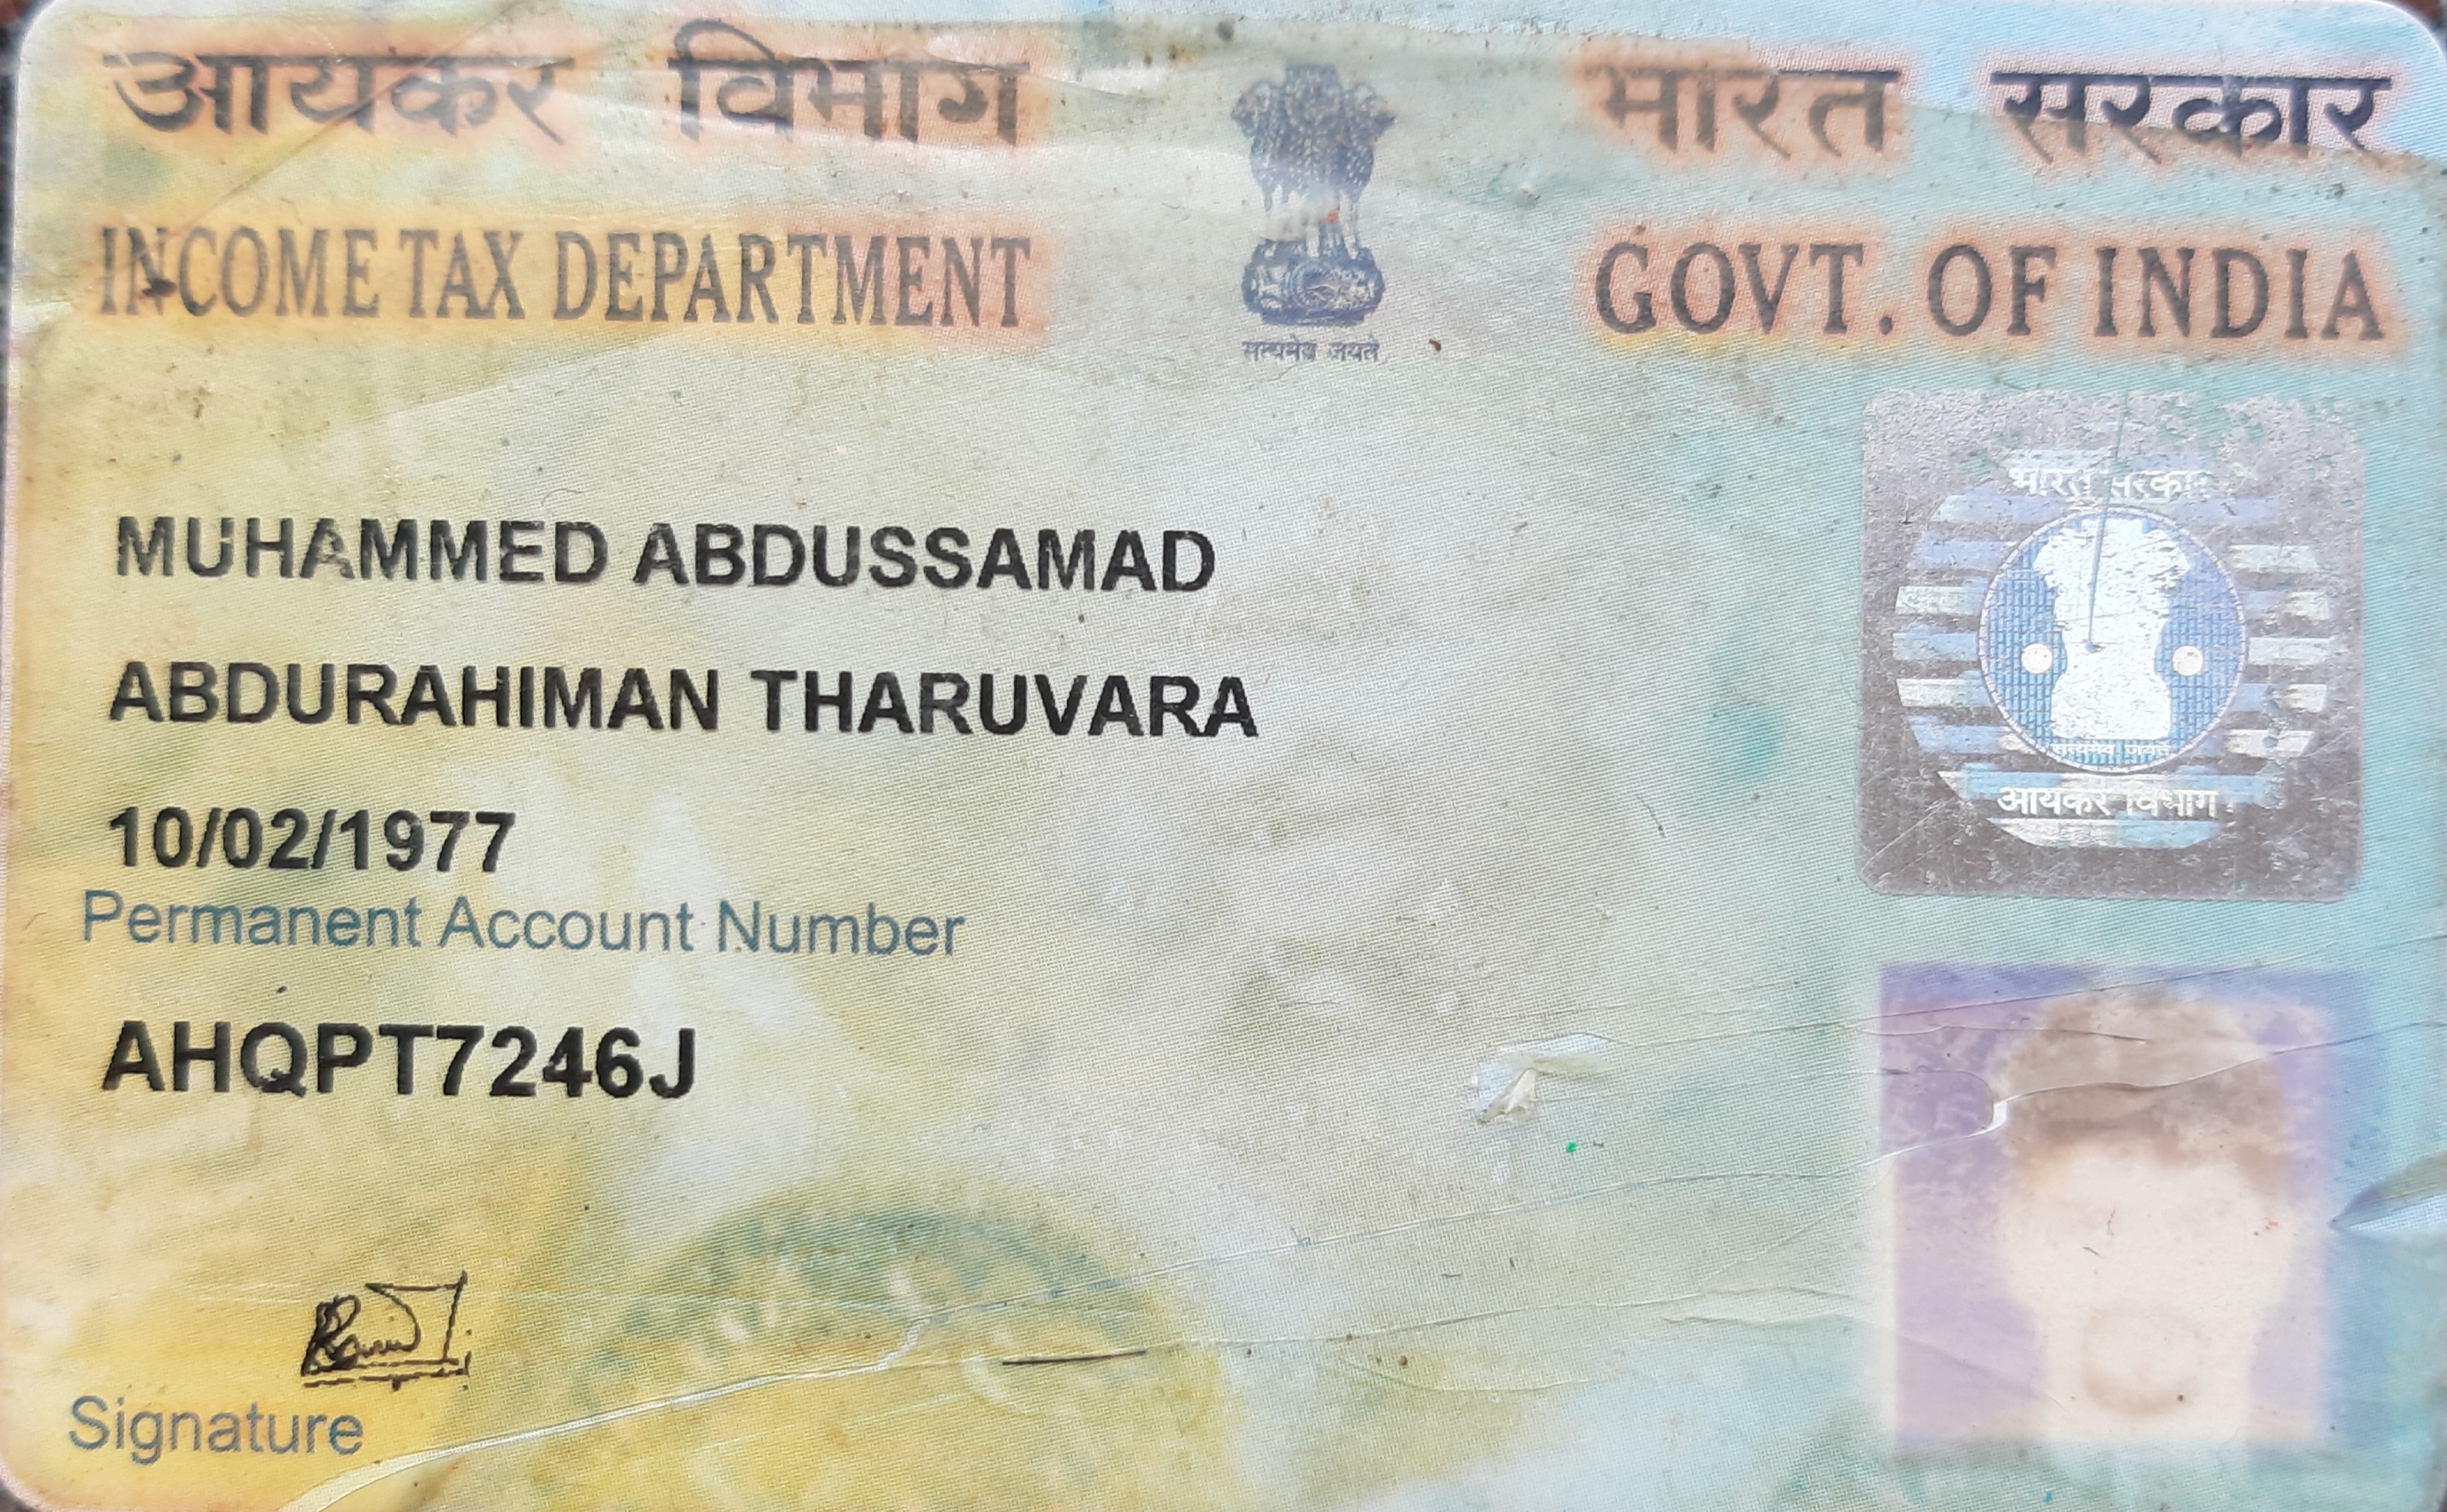 आयकर विभाग
भारत सरकार
INCOME TAX DEPARTMENT
GOVT. OF INDIA
सत्यमेव जयते
भारत सरकार
सत्यमेव जयते
आयकर विभाग
MUHAMMED ABDUSSAMAD
ABDURAHIMAN THARUVARA
10/02/1977
Permanent Account Number
AHQPT7246J
Signature